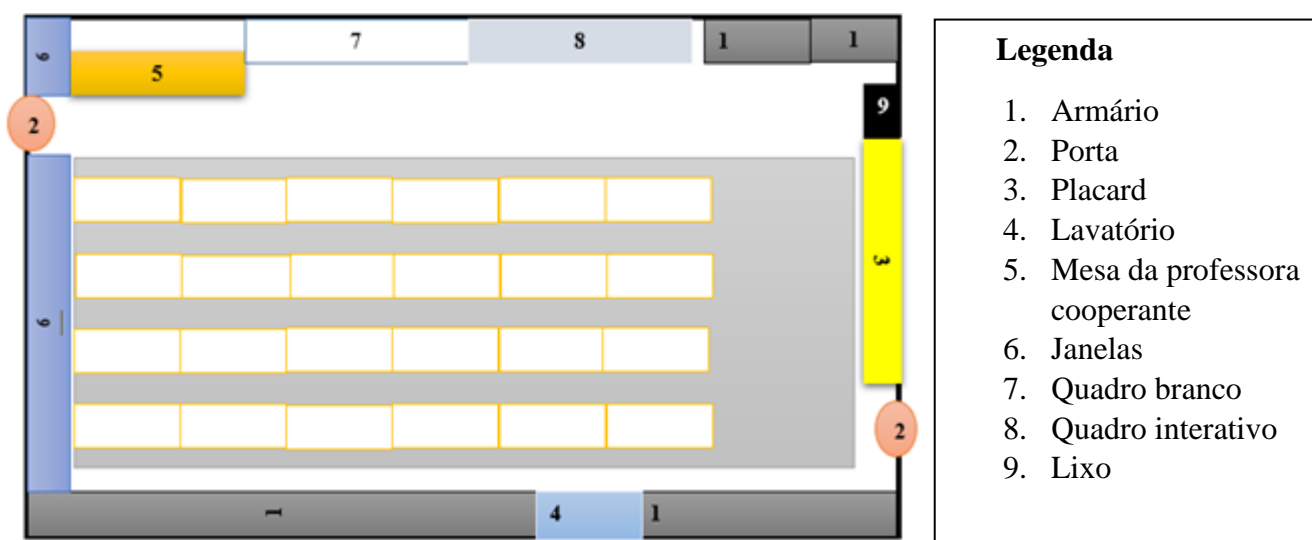 6
7
8
1
1
5
9
2
3
6
2
1
4
1
Legenda
1. Armário
2. Porta
3. Placard
4. Lavatório
5. Mesa da professora
cooperante
6. Janelas
7. Quadro branco
8. Quadro interativo
9. Lixo